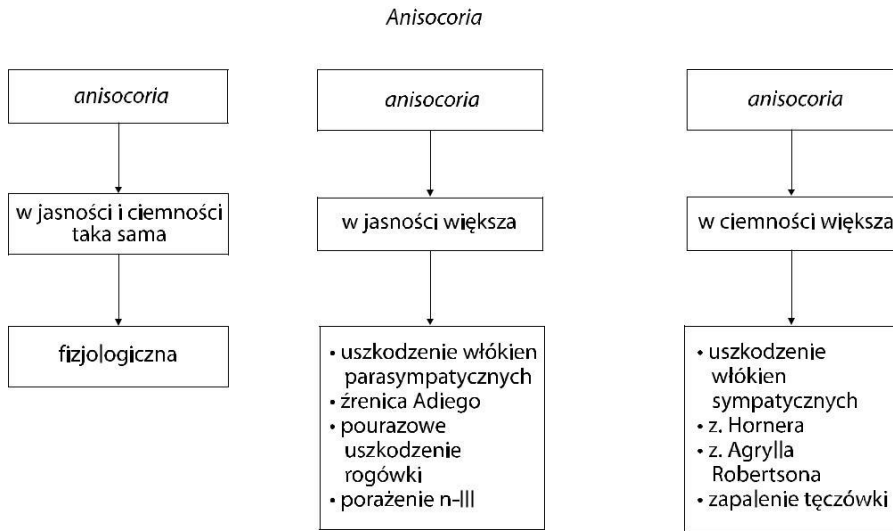 Anisocoria
anisocoria
w jasności i ciemności
taka sama
fizjologiczna
anisocoria
w jasności większa
• uszkodzenie włókien
parasympatycznych
• źrenica Adiego
• pourazowe
uszkodzenie
rogówki
• porażenie n-III
anisocoria
w ciemności większa
• uszkodzenie
włókien
sympatycznych
• z. Hornera
• z. Agrylla
Robertsona
• zapalenie tęczówki